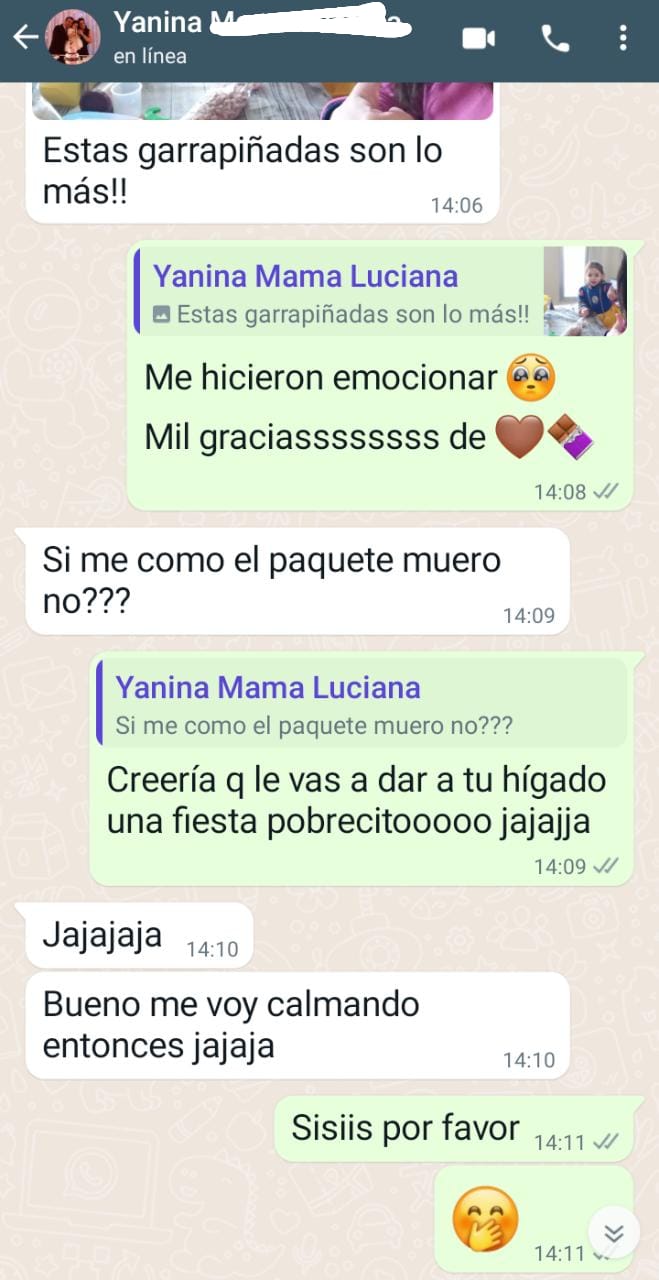 Yanina
en línea
Estas garrapiñadas son lo
más!!
14:06
Yanina Mama Luciana
Estas garrapiñadas son lo más!!
Me hicieron emocionar 🥺
Mil graciassssssss de 🤎🍫
14:08
Si me como el paquete muero
no???
14:09
Yanina Mama Luciana
Si me como el paquete muero no???
Creería q le vas a dar a tu hígado
una fiesta pobrecitooooo jajajja
14:09
Jajajaja
14:10
Bueno me voy calmando
entonces jajaja
14:10
Sisiis por favor
14:11
🤭
14:11